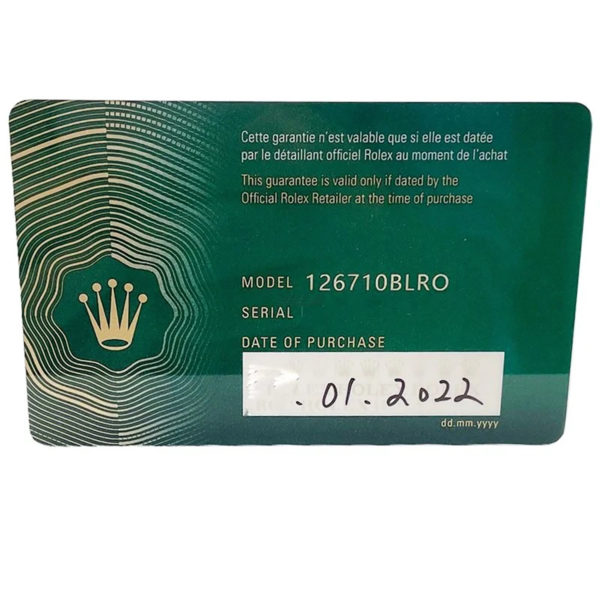 Cette garantie n'est valable que si elle est datée
par le détaillant officiel Rolex au moment de l'achat
This guarantee is valid only if dated by the
Official Rolex Retailer at the time of purchase
MODEL 126710BLRO
SERIAL
DATE OF PURCHASE
. 01. 2022
dd.mm.yyyy